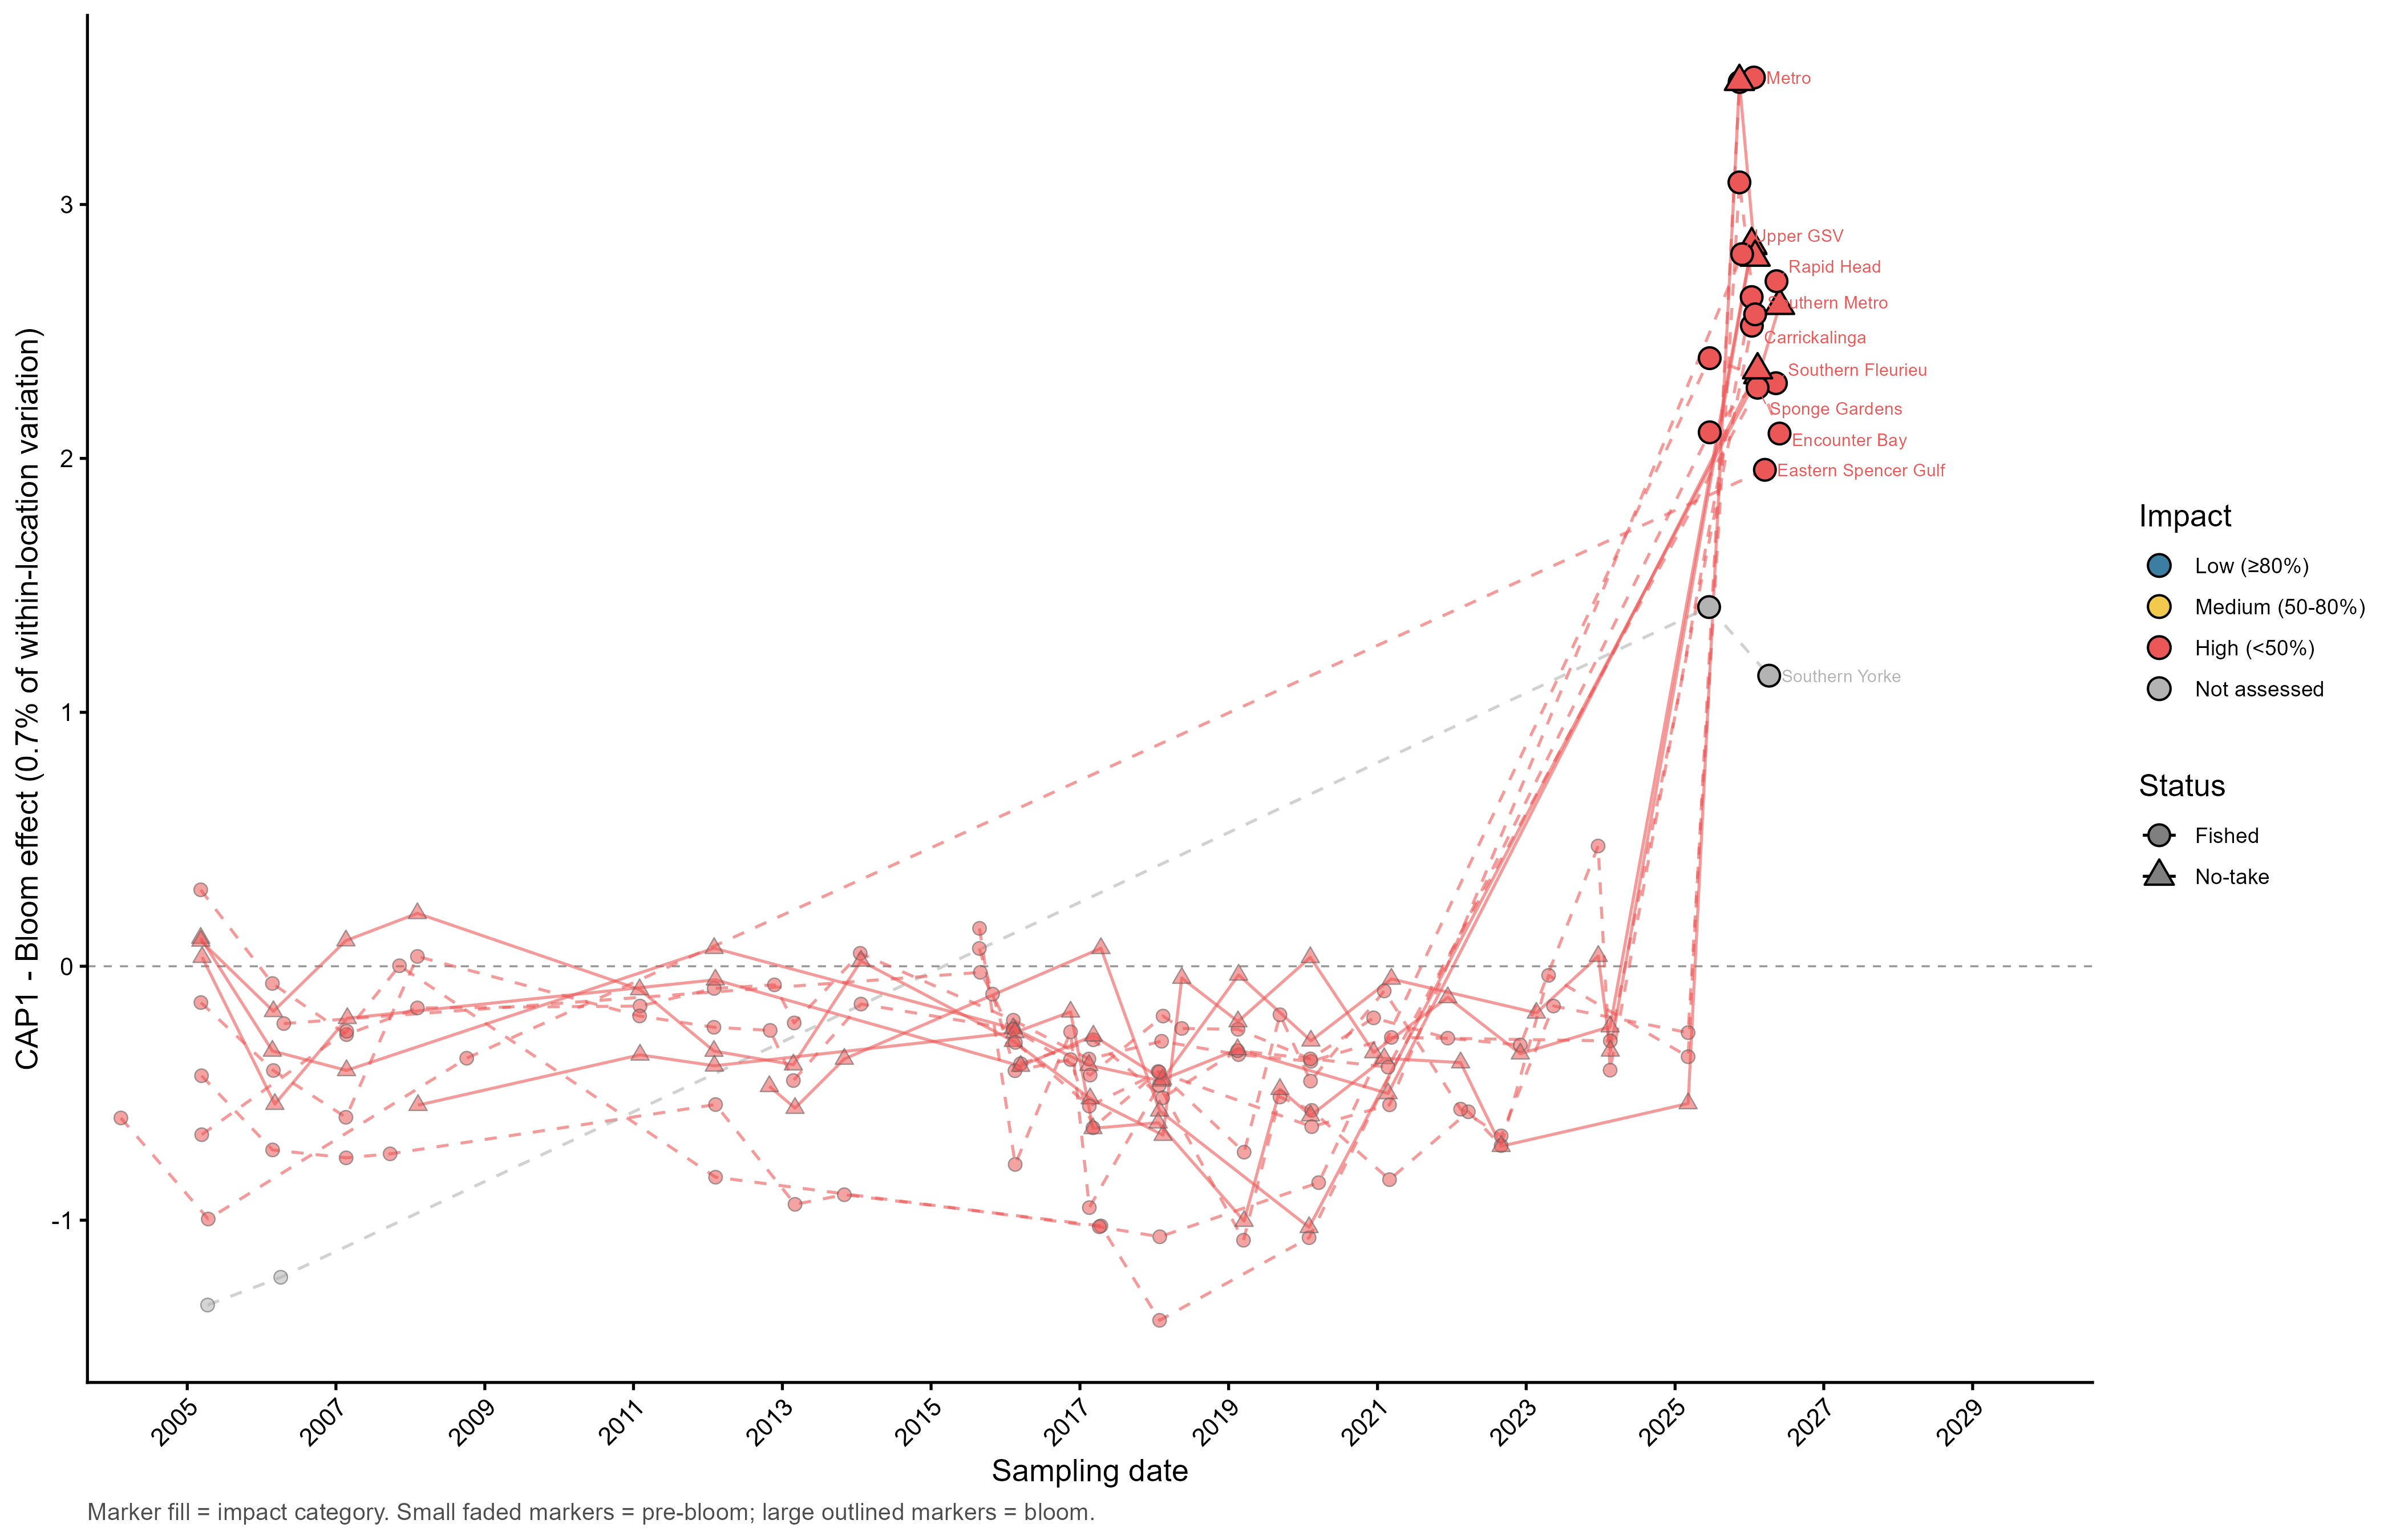 CAP1 - Bloom effect (0.7% of within-location variation)
3
2
1
0
-1
Metro
Upper GSV
Rapid Head
Southern Metro
Carrickalinga
Southern Fleurieu
Sponge Gardens
Encounter Bay
Eastern Spencer Gulf
Southern Yorke
Impact
Low (≥80%)
Medium (50-80%)
High (<50%)
Not assessed
Status
Fished
No-take
2005
2007
2009
2011
2013
2015
2017
2019
2021
2023
2025
2027
2029
Sampling date
Marker fill = impact category. Small faded markers = pre-bloom; large outlined markers = bloom.